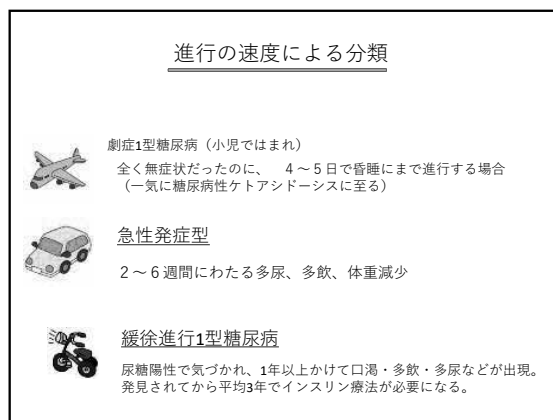 進行の速度による分類
劇症1型糖尿病（小児ではまれ）
全く無症状だったのに、　４～５日で昏睡にまで進行する場合
（一気に糖尿病性ケトアシドーシスに至る）
急性発症型
２～６週間にわたる多尿、多飲、体重減少
緩徐進行1型糖尿病
尿糖陽性で気づかれ、1年以上かけて口渇・多飲・多尿などが出現。
発見されてから平均3年でインスリン療法が必要になる。